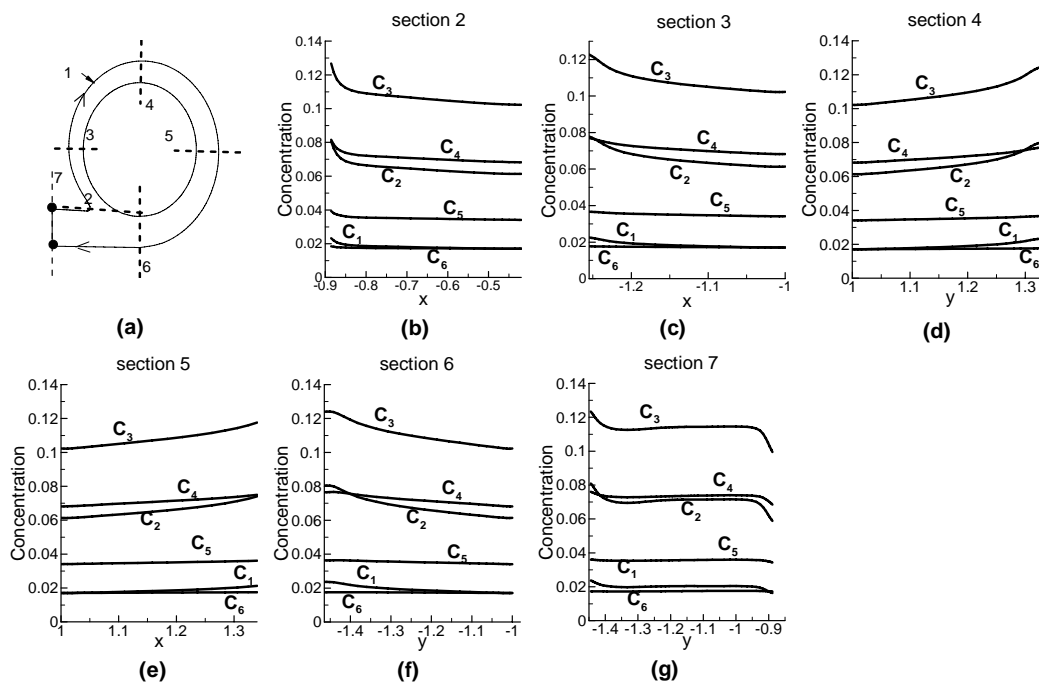 section 2
section 3
section 4
1
4
3
5
7
2
6
(a)
Concentration
0.14
0.12
0.1
0.08
0.06
0.04
0.02
0
C3
C4
C2
C5
C1
C6
-0.9 -0.8 -0.7 -0.6 -0.5
x
(b)
Concentration
0.12
0.1
0.08
0.06
0.04
0.02
0
C3
C4
C2
C5
C1
C6
-1.2 -1.1 -1
x
(c)
Concentration
0.14
0.12
0.1
0.08
0.06
0.04
0.02
0
C3
C4
C2
C5
C1
C6
1 1.1 1.2 1.3
y
(d)
section 5
section 6
section 7
Concentration
0.14
0.12
0.1
0.08
0.06
0.04
0.02
0
C3
C4
C2
C5
C1
C6
1 1.1 1.2 1.3
x
(e)
Concentration
0.14
0.12
0.1
0.08
0.06
0.04
0.02
0
C3
C4
C2
C5
C1
C6
-1.4 -1.3 -1.2 -1.1 -1
y
(f)
Concentration
0.14
0.12
0.1
0.08
0.06
0.04
0.02
0
C3
C4
C2
C5
C1
C6
-1.4 -1.3 -1.2 -1.1 -1 -0.9
y
(g)